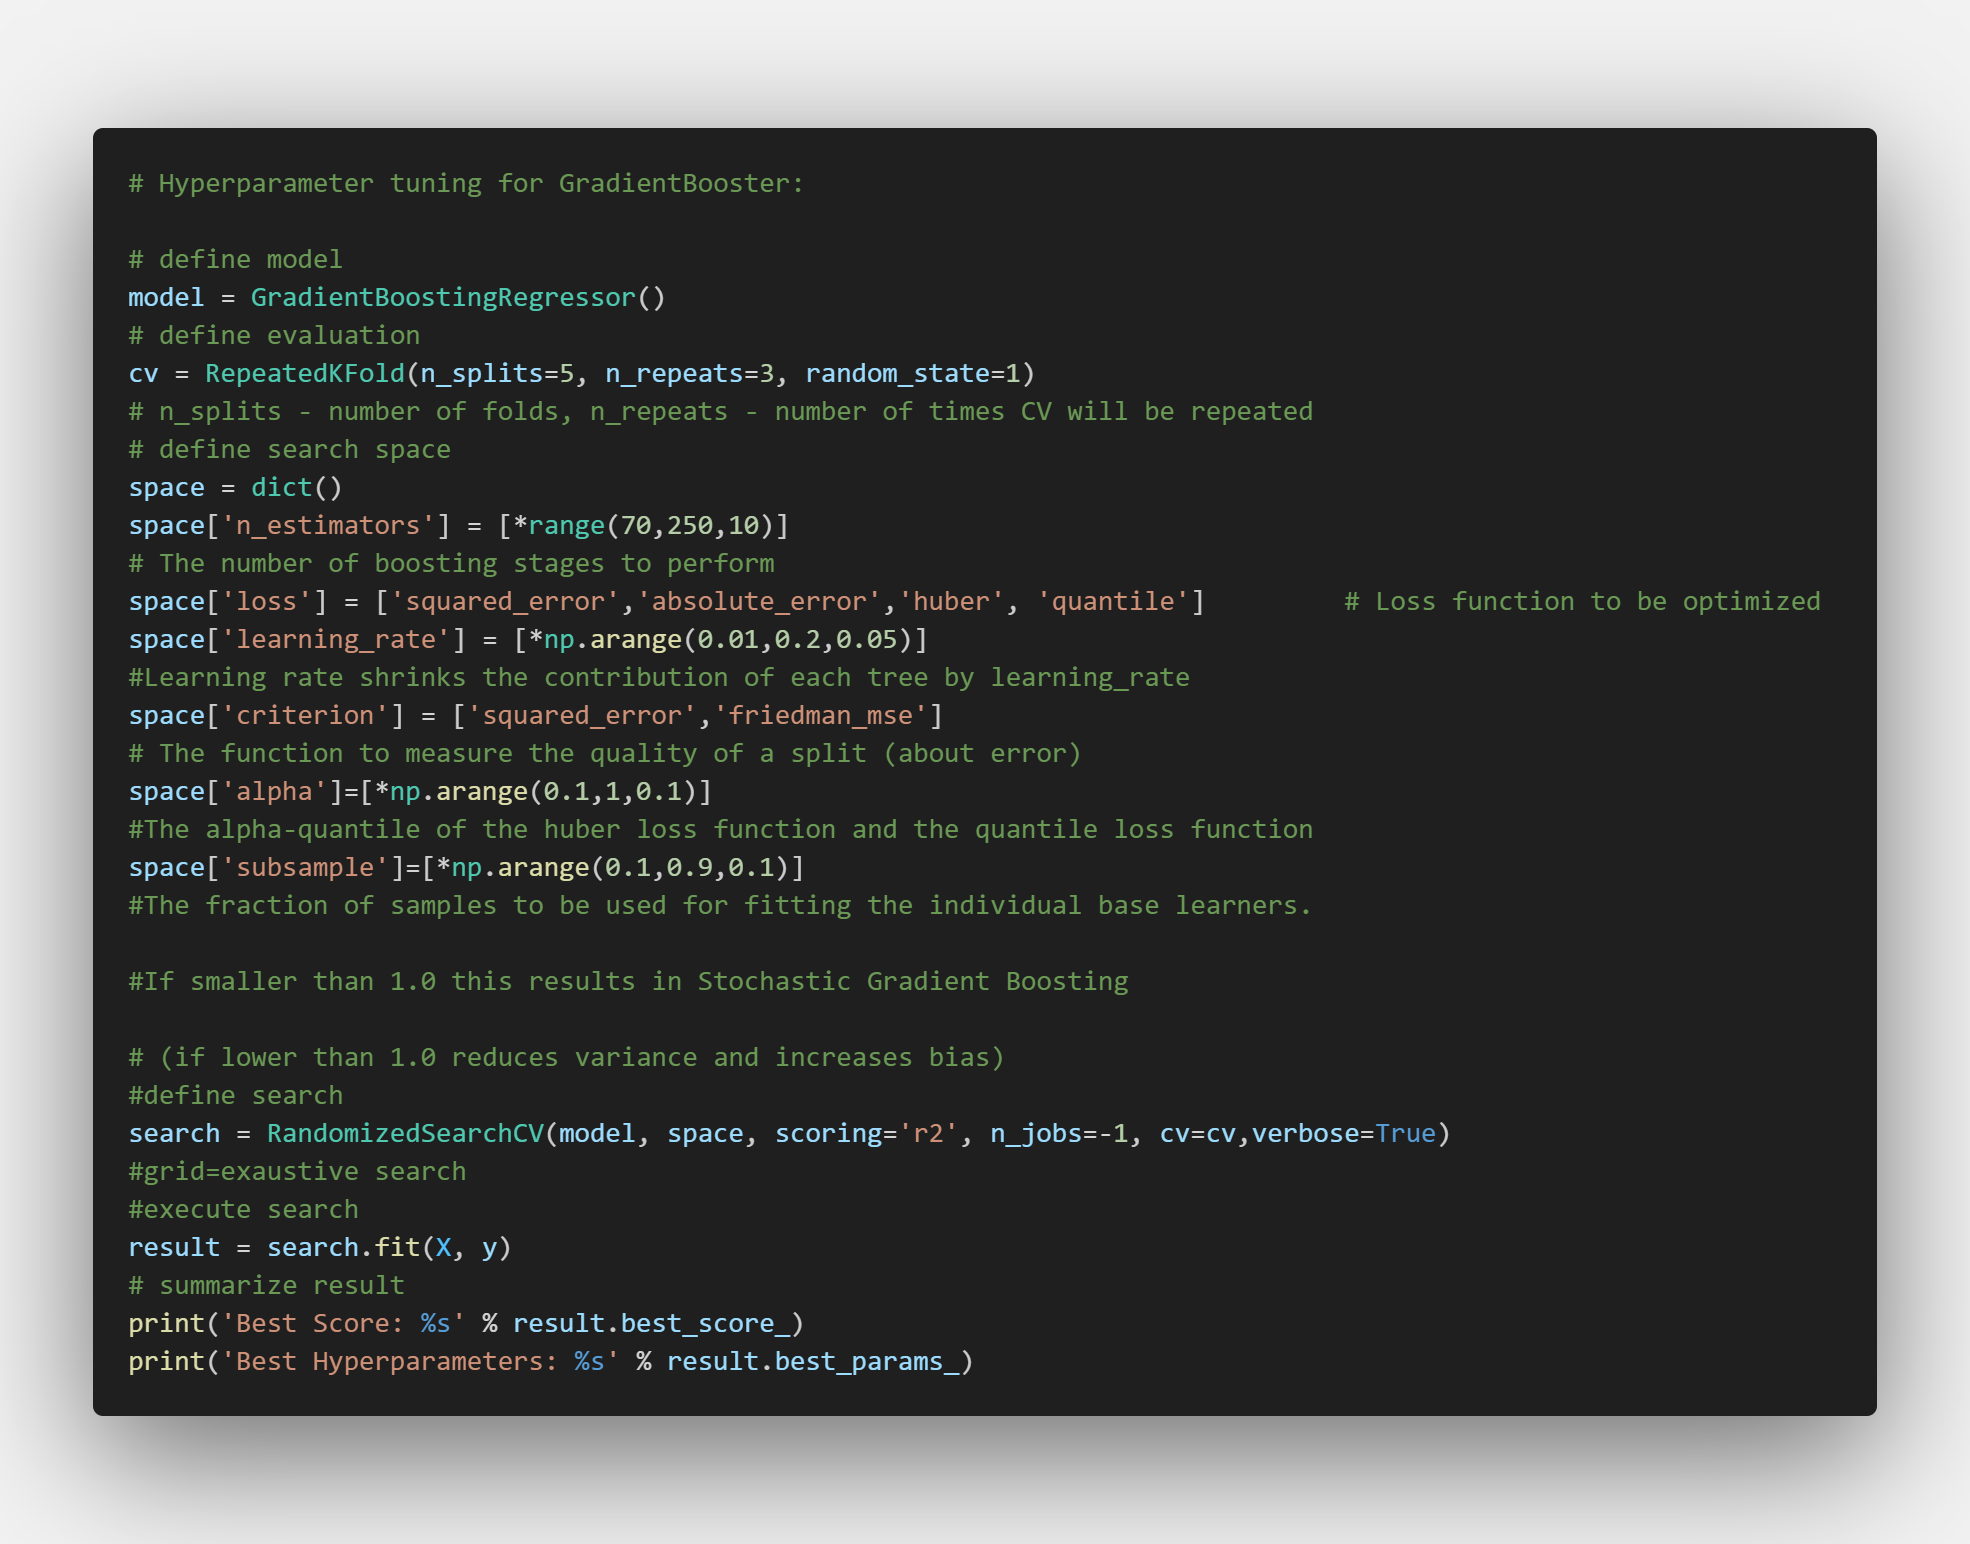 # Hyperparameter tuning for GradientBooster:
# define model
model = GradientBoostingRegressor()
# define evaluation
cv = RepeatedKFold(n_splits=5, n_repeats=3, random_state=1)
# n_splits - number of folds, n_repeats - number of times CV will be repeated
# define search space
space = dict()
space['n_estimators'] = [*range(70,250,10)]
# The number of boosting stages to perform
space['loss'] = ['squared_error','absolute_error','huber', 'quantile']         # Loss function to be optimized
space['learning_rate'] = [*np.arange(0.01,0.2,0.05)]
#Learning rate shrinks the contribution of each tree by learning_rate
space['criterion'] = ['squared_error','friedman_mse']
# The function to measure the quality of a split (about error)
space['alpha']=[*np.arange(0.1,1,0.1)]
#The alpha-quantile of the huber loss function and the quantile loss function
space['subsample']=[*np.arange(0.1,0.9,0.1)]
#The fraction of samples to be used for fitting the individual base learners.
#If smaller than 1.0 this results in Stochastic Gradient Boosting
# (if lower than 1.0 reduces variance and increases bias)
#define search
search = RandomizedSearchCV(model, space, scoring='r2', n_jobs=-1, cv=cv,verbose=True)
#grid=exaustive search
#execute search
result = search.fit(X, y)
# summarize result
print('Best Score: %s' % result.best_score_)
print('Best Hyperparameters: %s' % result.best_params_)